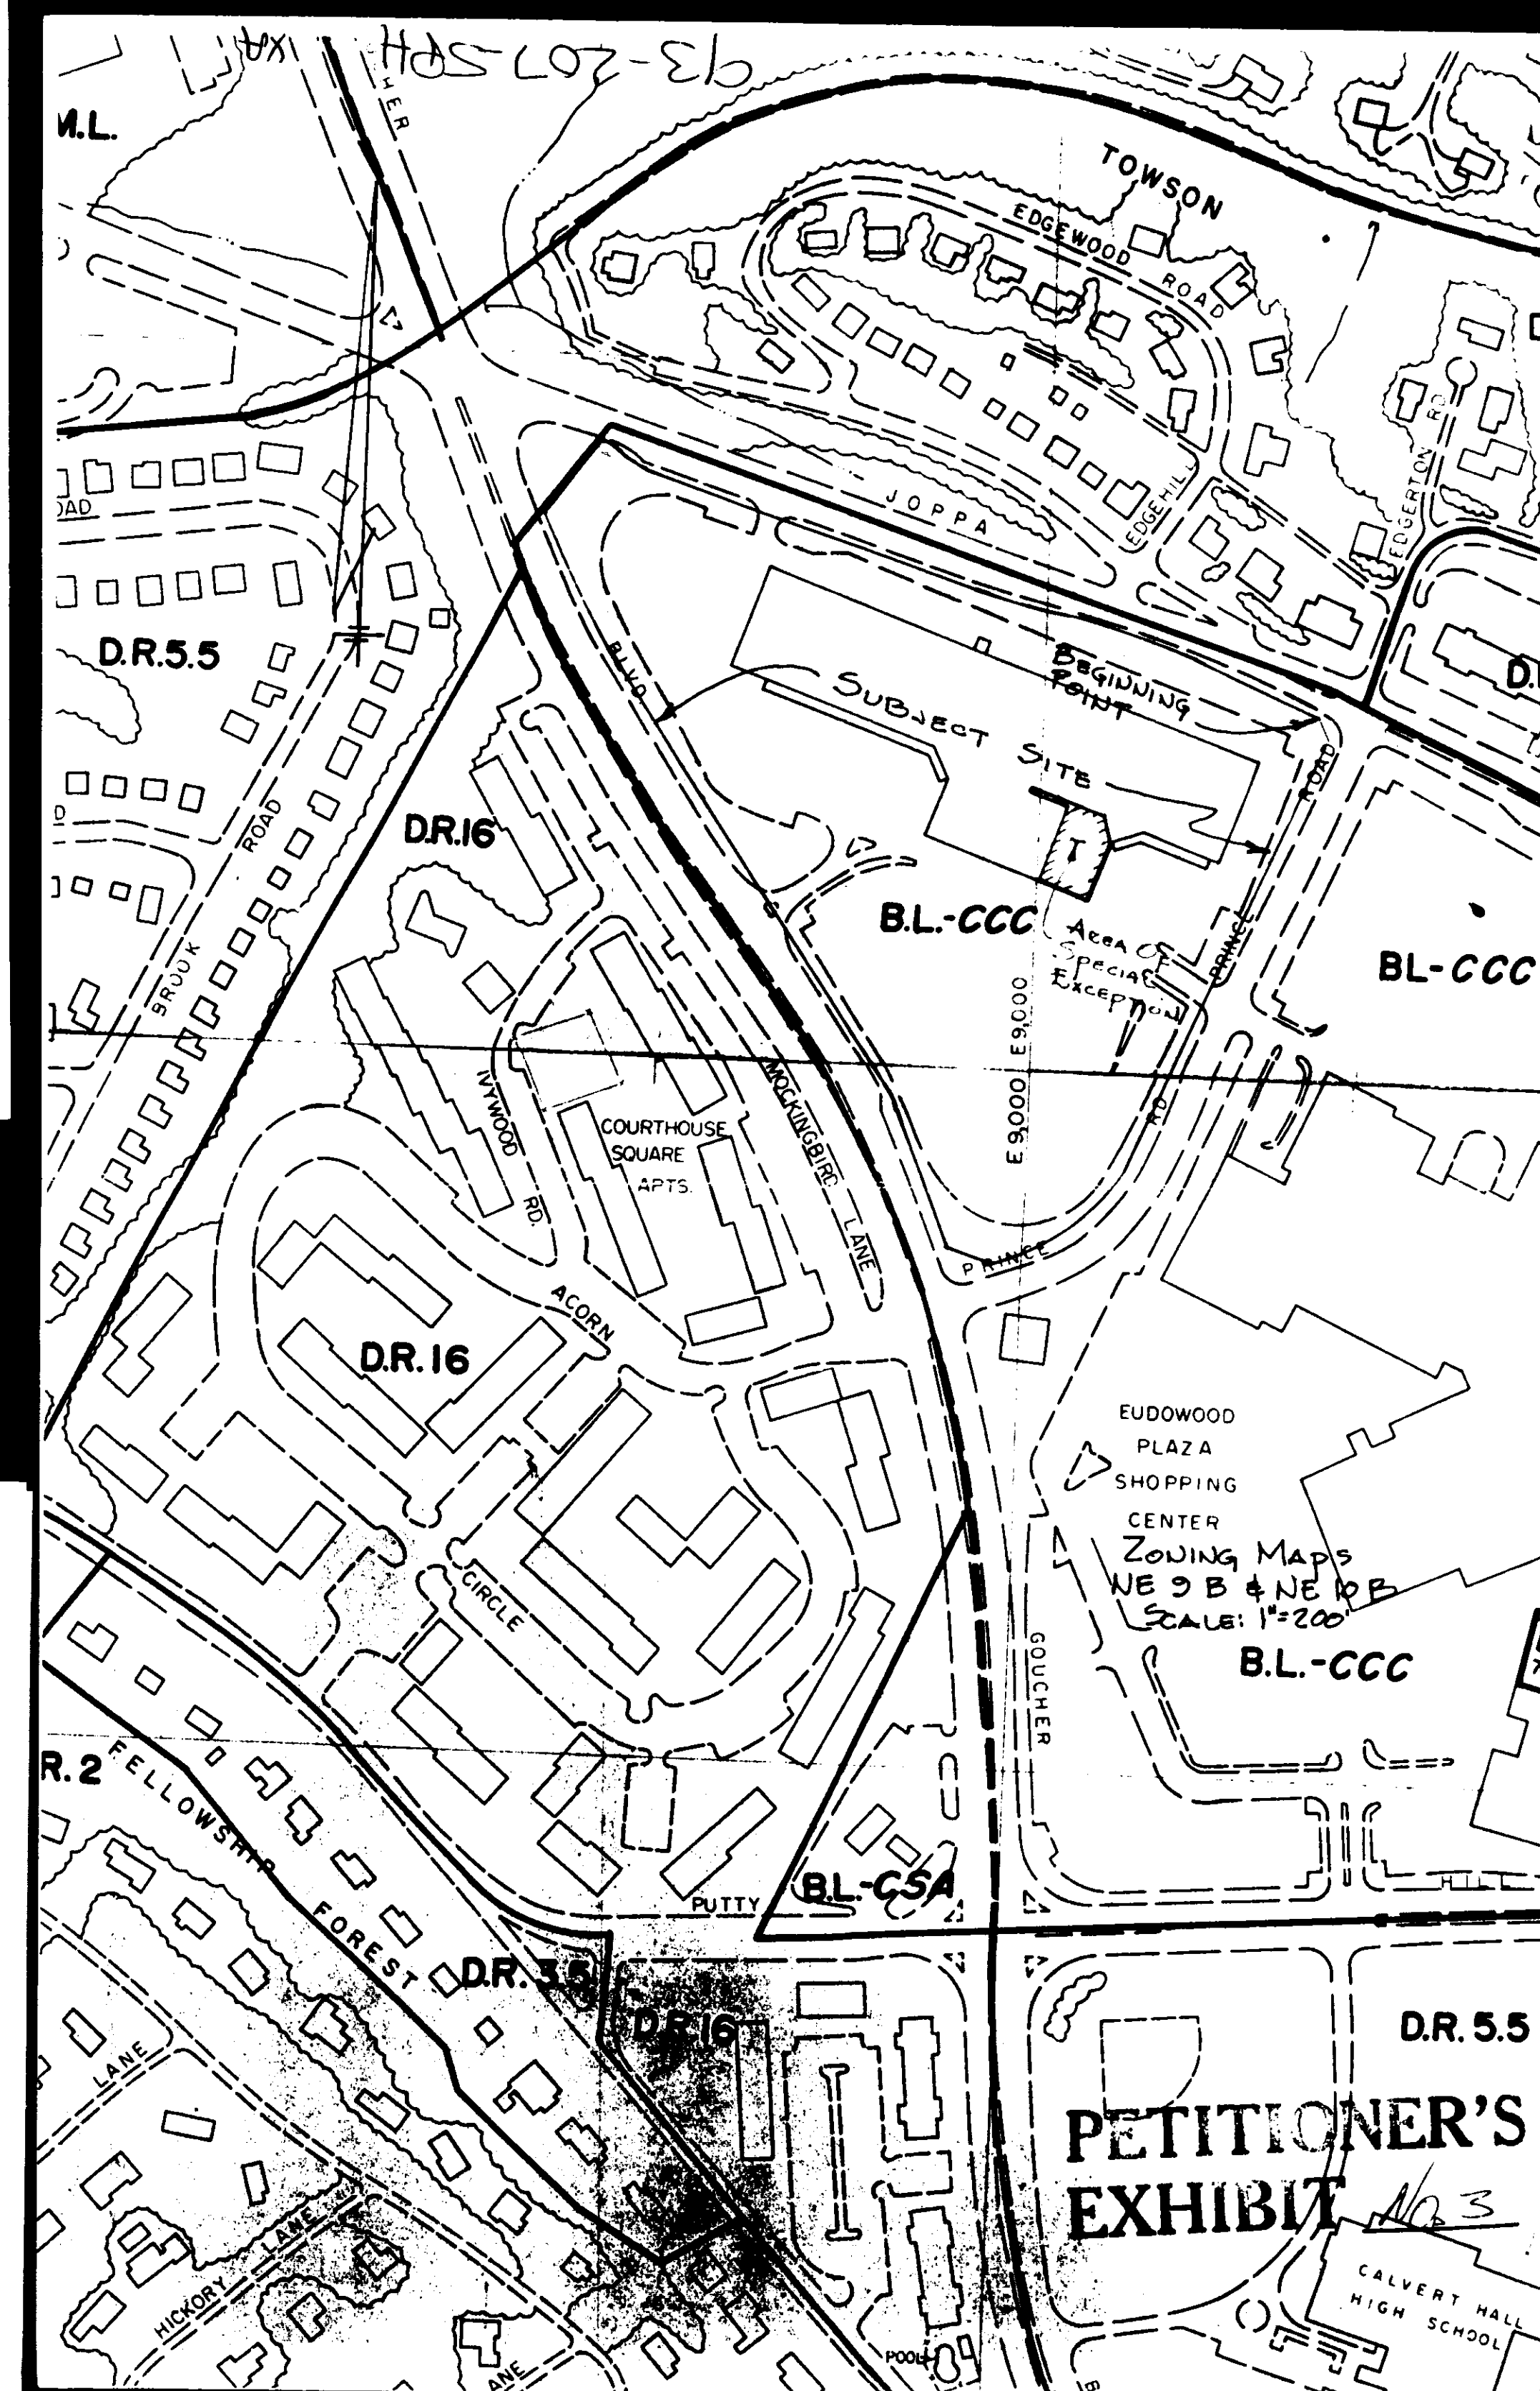 93-207-SPH
IXA
HER
M.L.
TOWSON
EDGEWOOD ROAD
EDGERTON RD
EDGEHILL
JOPPA
OAD
D.R.5.5
BLVD
BEGINNING
POINT
SUBJECT SITE
ROAD
D.R.16
BROOK
ROAD
B.L.-CCC
AREA OF
SPECIAL
EXCEPTION
PRINCE
BL-CCC
E9,000 E9,000
IVYWOOD
RD.
MOCKINGBIRD
LANE
RD
COURTHOUSE
SQUARE
APTS.
PRINCE
ACORN
D.R.16
CIRCLE
EUDOWOOD
PLAZA
SHOPPING
CENTER
ZONING MAPS
NE 9 B & NE 10 B
SCALE: 1"=200'
GOUCHER
B.L.-CCC
R.2
FELLOWSHIP
FOREST
PUTTY
B.L.-CSA
HILL
D.R. 3.5
D.R.16
D.R. 5.5
LANE
PETITIONER'S
EXHIBIT No 3
HICKORY LANE
CALVERT HALL
HIGH SCHOOL
POOL
ANE